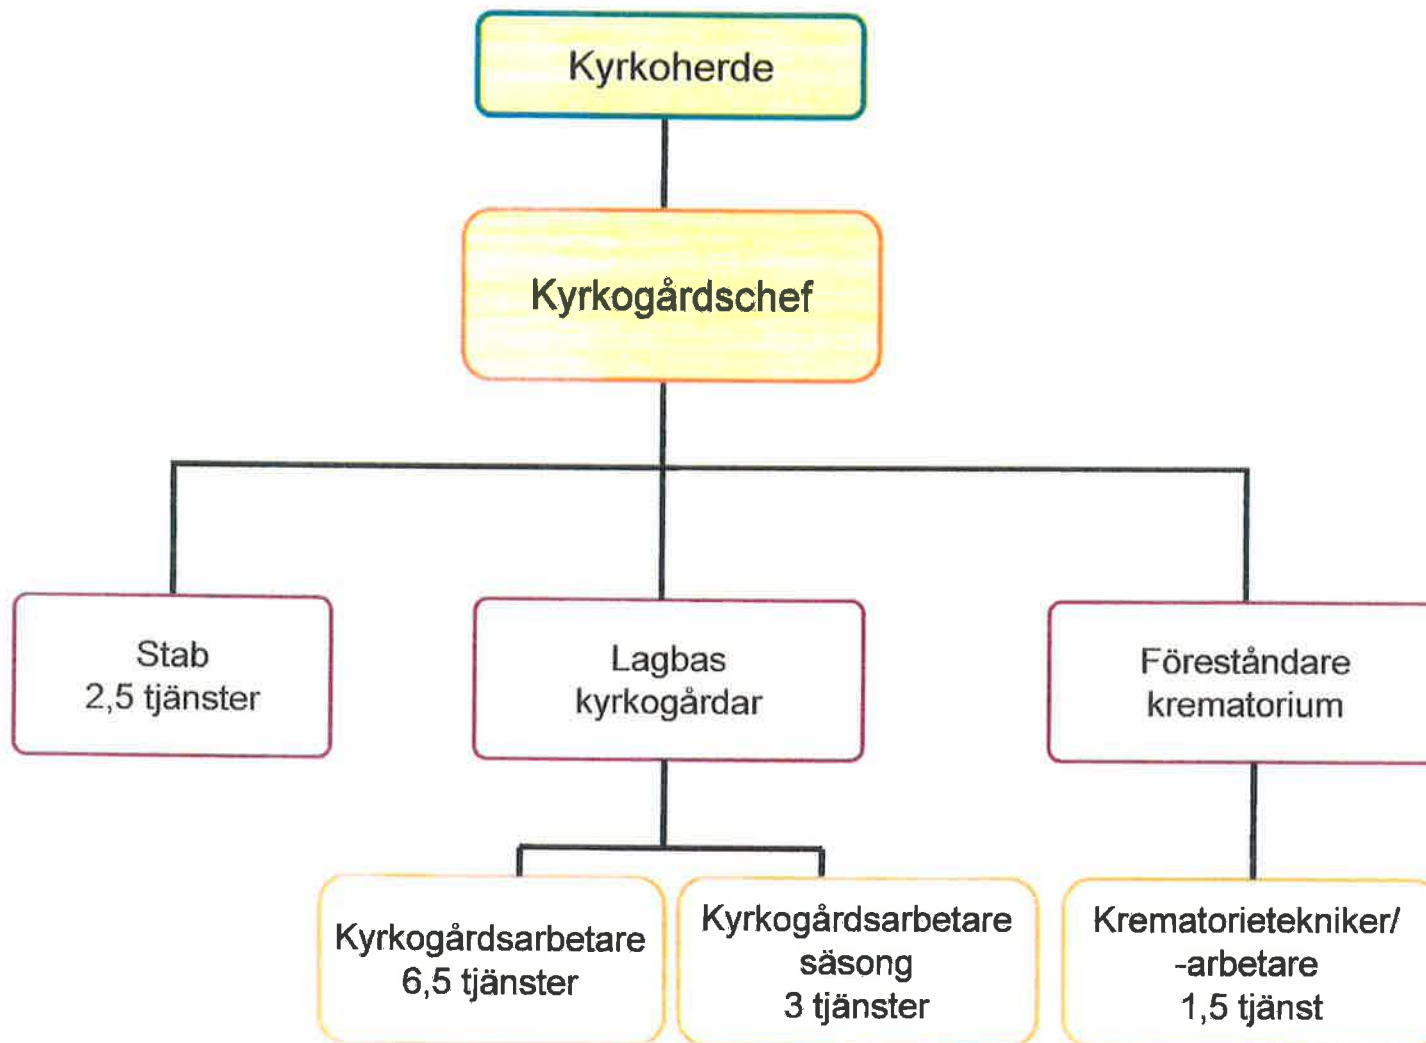 Kyrkoherde
Kyrkogårdschef
Stab
2,5 tjänster
Lagbas
kyrkogårdar
Föreståndare
krematorium
Kyrkogårdsarbetare
6,5 tjänster
Kyrkogårdsarbetare
säsong
3 tjänster
Krematorietekniker/
-arbetare
1,5 tjänst